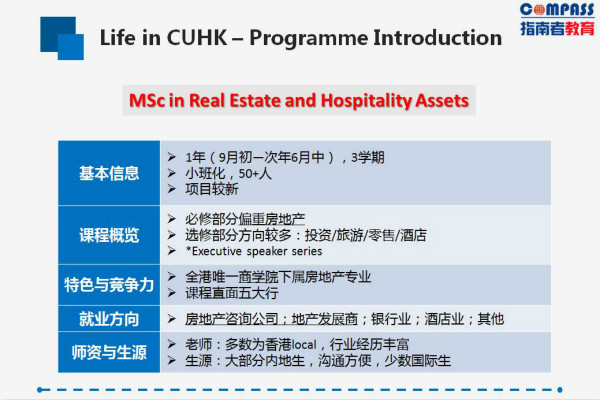 Life in CUHK – Programme Introduction
COMPASS
指南者教育
MSc in Real Estate and Hospitality Assets
基本信息
➢ 1年（9月初—次年6月中），3学期
➢ 小班化，50+人
➢ 项目较新
课程概览
➢ 必修部分偏重房地产
➢ 选修部分方向较多：投资/旅游/零售/酒店
➢ *Executive speaker series
特色与竞争力
➢ 全港唯一商学院下属房地产专业
➢ 课程直面五大行
就业方向
➢ 房地产咨询公司；地产发展商；银行业；酒店业；其他
师资与生源
➢ 老师：多数为香港local，行业经历丰富
➢ 生源：大部分内地生，沟通方便，少数国际生